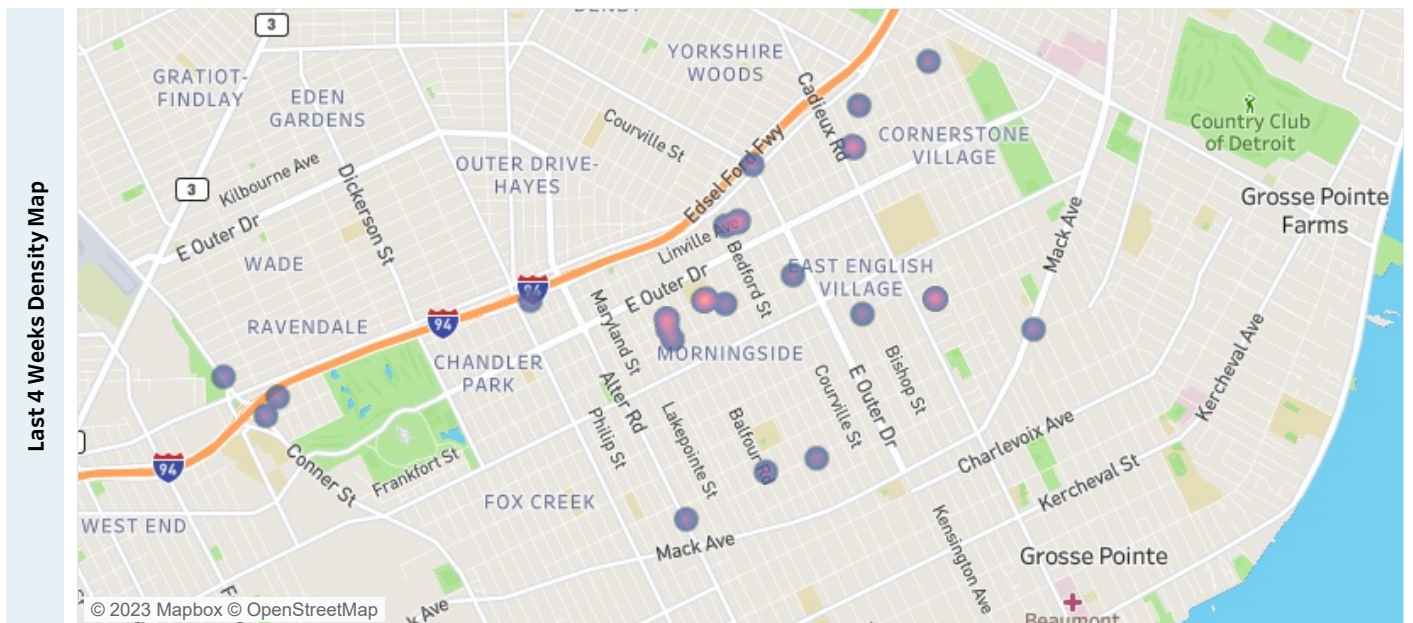 Last 4 Weeks Density Map
3
YORKSHIRE
WOODS
GRATIOT-
FINDLAY
EDEN
GARDENS
Courville St
Cadieux Rd
CORNERSTONE
VILLAGE
Country Club
of Detroit
OUTER DRIVE-
HAYES
Edsel Ford Fwy
Kilbourne Ave
3
Dickerson St
Grosse Pointe
Farms
E Outer Dr
Linville Ave
Mack Ave
WADE
Bedford St
EAST ENGLISH
VILLAGE
94
E Outer Dr
Maryland St
94
RAVENDALE
MORNINGSIDE
CHANDLER
PARK
Kercheval Ave
Bishop St
Courville St
E Outer Dr
Alter Rd
Philip St
Lakepointe St
Balfour Rd
Charlevoix Ave
94
Conner St
Frankfort St
Kercheval St
FOX CREEK
WEST END
Mack Ave
Kensington Ave
Grosse Pointe
© 2023 Mapbox © OpenStreetMap
Ave
Beaumont